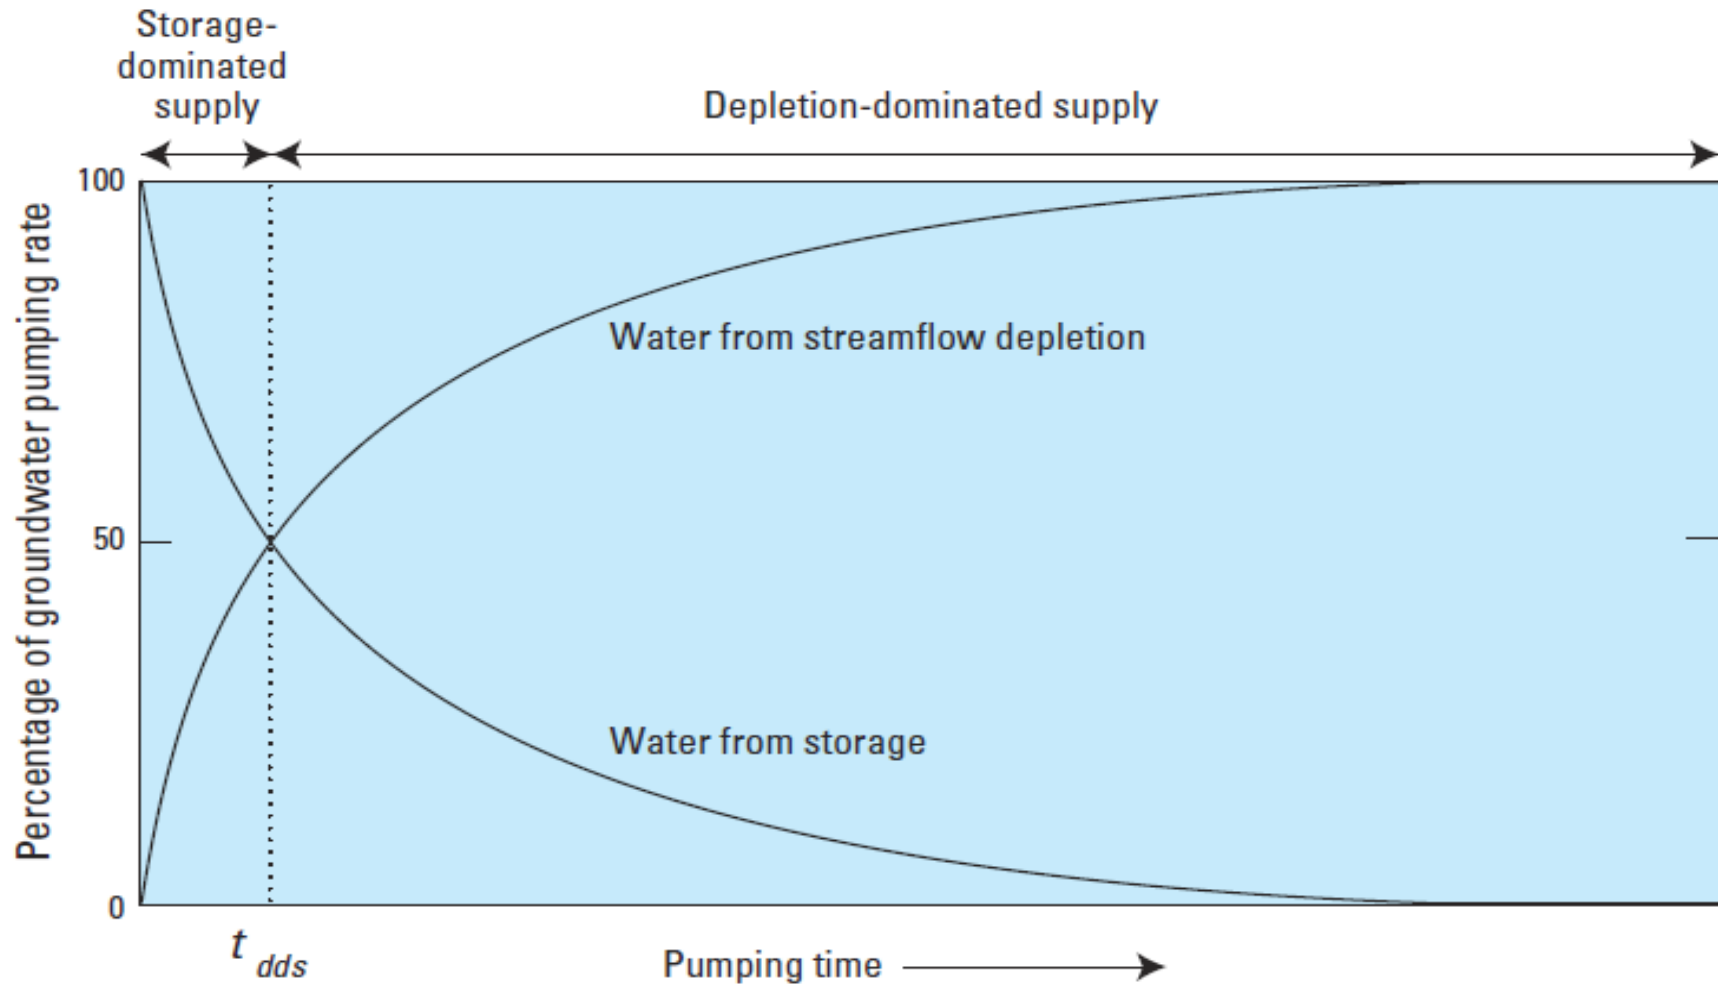 Storage-
dominated
supply
Depletion-dominated supply
100
50
0
Percentage of groundwater pumping rate
Water from streamflow depletion
Water from storage
t dds
Pumping time